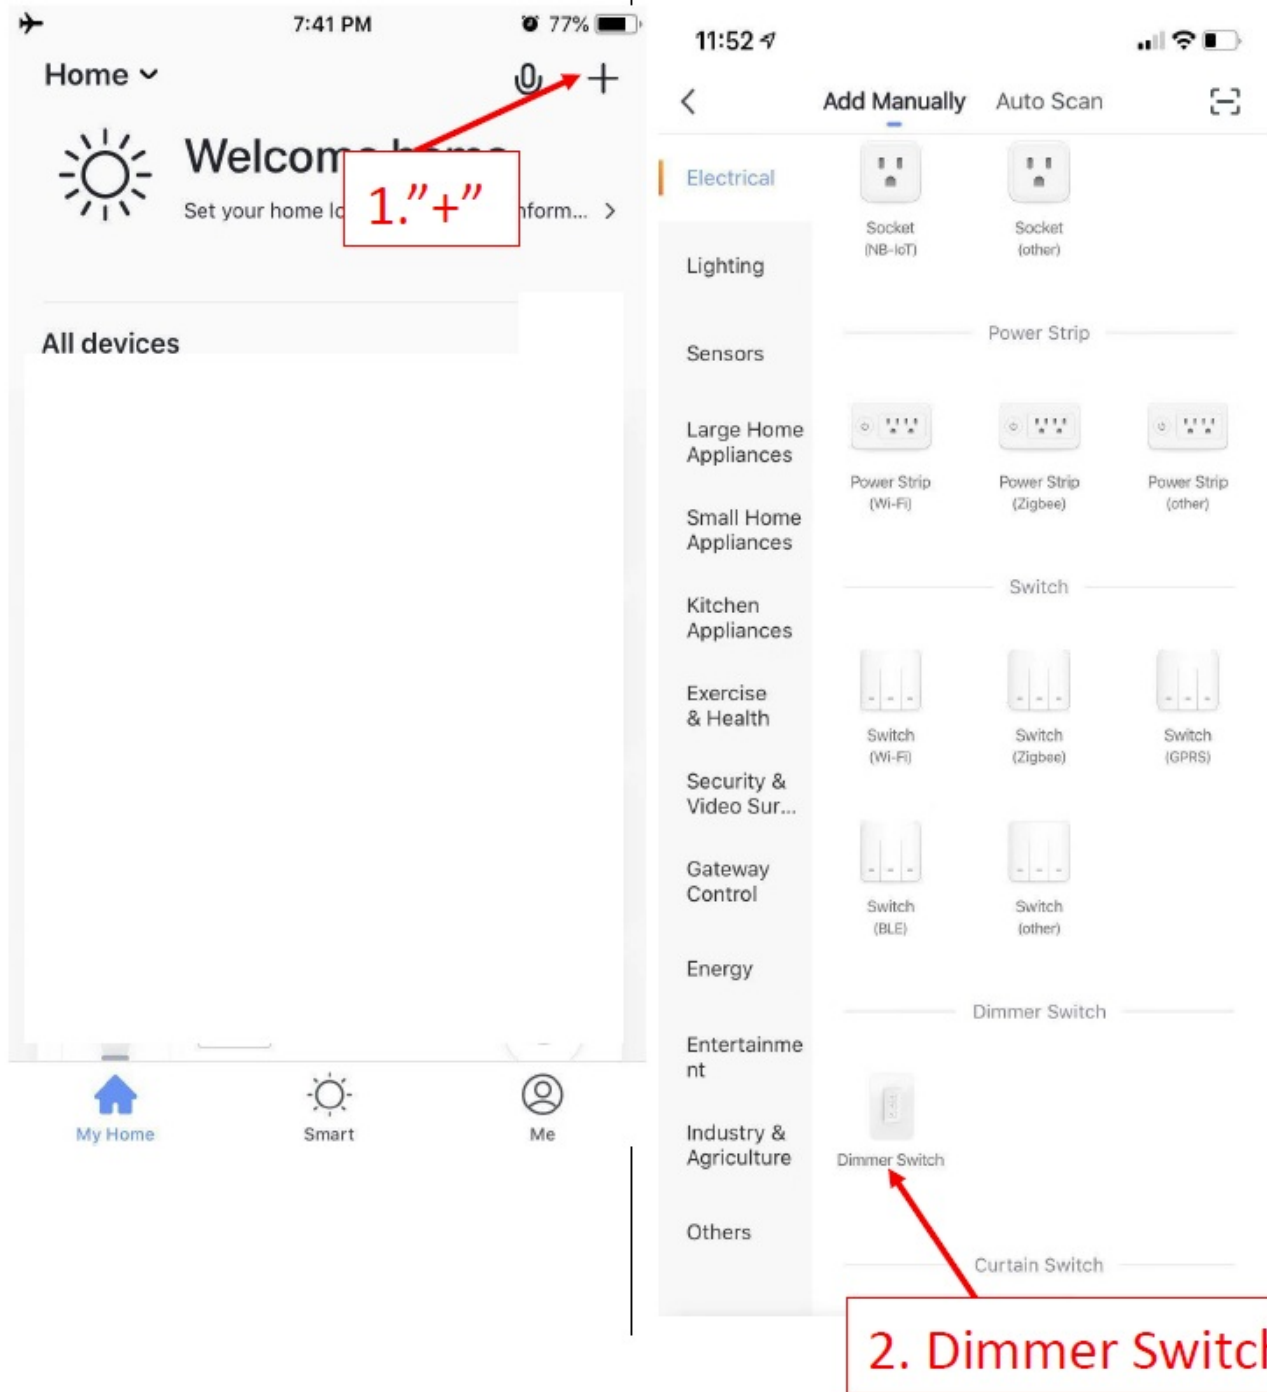 7:41 PM
77%
Home
Welcome home
Set your home lo
nform...
1."+"
All devices
My Home
Smart
Me
11:52
Add Manually
Auto Scan
Electrical
Lighting
Sensors
Large Home
Appliances
Small Home
Appliances
Kitchen
Appliances
Exercise
& Health
Security &
Video Sur...
Gateway
Control
Energy
Entertainme
nt
Industry &
Agriculture
Others
Socket
(NB-IoT)
Socket
(other)
Power Strip
Power Strip
(Wi-Fi)
Power Strip
(Zigbee)
Power Strip
(other)
Switch
Switch
(Wi-Fi)
Switch
(Zigbee)
Switch
(GPRS)
Switch
(BLE)
Switch
(other)
Dimmer Switch
Dimmer Switch
Curtain Switch
2. Dimmer Switch